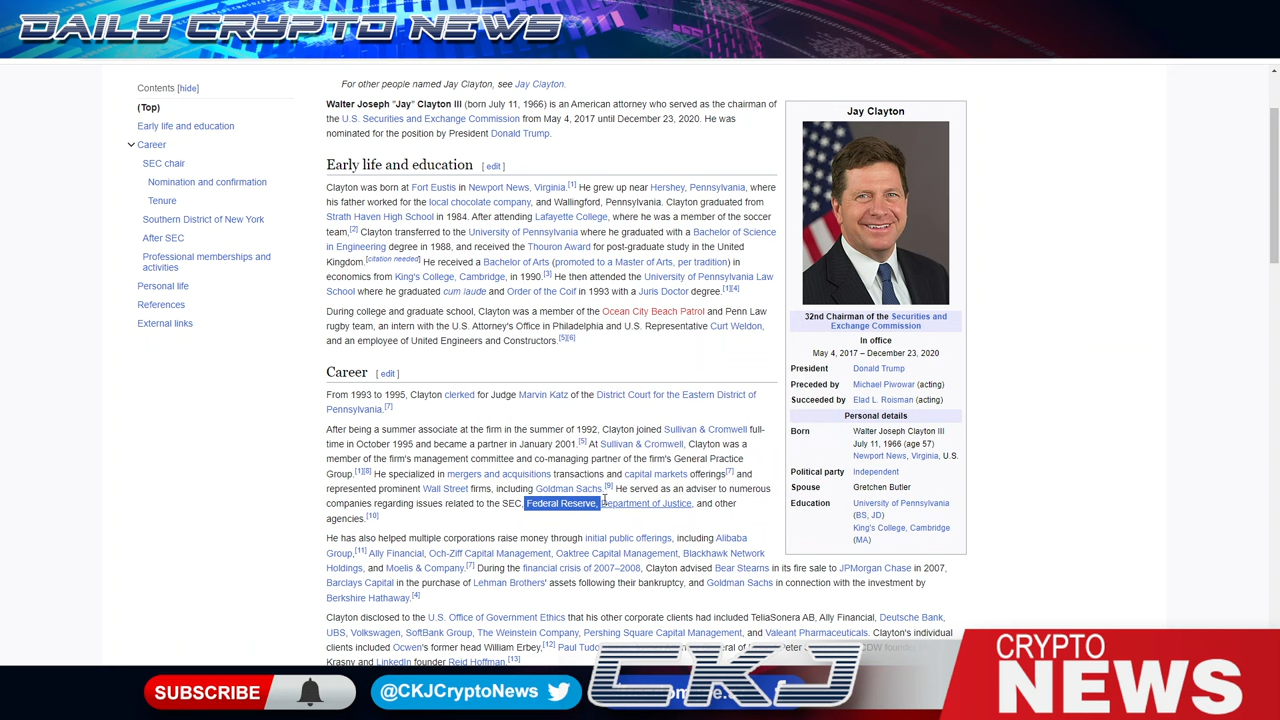 DAILY CRYPTO NEWS
Contents [hide]
(Top)
Early life and education
Career
SEC chair
Nomination and confirmation
Tenure
Southern District of New York
After SEC
Professional memberships and
activities
Personal life
References
External links
For other people named Jay Clayton, see Jay Clayton.
Walter Joseph "Jay" Clayton III (born July 11, 1966) is an American attorney who served as the chairman of
the U.S. Securities and Exchange Commission from May 4, 2017 until December 23, 2020. He was
nominated for the position by President Donald Trump.
Early life and education [ edit ]
Clayton was born at Fort Eustis in Newport News, Virginia.[1] He grew up near Hershey, Pennsylvania, where
his father worked for the local chocolate company, and Wallingford, Pennsylvania. Clayton graduated from
Strath Haven High School in 1984. After attending Lafayette College, where he was a member of the soccer
team,[2] Clayton transferred to the University of Pennsylvania where he graduated with a Bachelor of Science
in Engineering degree in 1988, and received the Thouron Award for post-graduate study in the United
Kingdom.[citation needed] He received a Bachelor of Arts (promoted to a Master of Arts, per tradition) in
economics from King's College, Cambridge, in 1990.[3] He then attended the University of Pennsylvania Law
School where he graduated cum laude and Order of the Coif in 1993 with a Juris Doctor degree.[1][4]
During college and graduate school, Clayton was a member of the Ocean City Beach Patrol and Penn Law
rugby team, an intern with the U.S. Attorney's Office in Philadelphia and U.S. Representative Curt Weldon,
and an employee of United Engineers and Constructors.[5][6]
Career [ edit ]
From 1993 to 1995, Clayton clerked for Judge Marvin Katz of the District Court for the Eastern District of
Pennsylvania.[7]
After being a summer associate at the firm in the summer of 1992, Clayton joined Sullivan & Cromwell full-
time in October 1995 and became a partner in January 2001.[5] At Sullivan & Cromwell, Clayton was a
member of the firm's management committee and co-managing partner of the firm's General Practice
Group.[1][8] He specialized in mergers and acquisitions transactions and capital markets offerings[7] and
represented prominent Wall Street firms, including Goldman Sachs.[9] He served as an adviser to numerous
companies regarding issues related to the SEC, Federal Reserve, Department of Justice, and other
agencies.[10]
He has also helped multiple corporations raise money through initial public offerings, including Alibaba
Group,[11] Ally Financial, Och-Ziff Capital Management, Oaktree Capital Management, Blackhawk Network
Holdings, and Moelis & Company.[7] During the financial crisis of 2007–2008, Clayton advised Bear Stearns in its fire sale to JPMorgan Chase in 2007,
Barclays Capital in the purchase of Lehman Brothers' assets following their bankruptcy, and Goldman Sachs in connection with the investment by
Berkshire Hathaway.[4]
Clayton disclosed to the U.S. Office of Government Ethics that his other corporate clients had included TeliaSonera AB, Ally Financial, Deutsche Bank,
UBS, Volkswagen, SoftBank Group, The Weinstein Company, Pershing Square Capital Management, and Valeant Pharmaceuticals. Clayton's individual
clients included Ocwen's former head William Erbey,[12] Paul Tudo
Krasny and LinkedIn founder Reid Hoffman.[13]
Jay Clayton
32nd Chairman of the Securities and
Exchange Commission
In office
May 4, 2017 – December 23, 2020
President Donald Trump
Preceded by Michael Piwowar (acting)
Succeeded by Elad L. Roisman (acting)
Personal details
Born Walter Joseph Clayton III
July 11, 1966 (age 57)
Newport News, Virginia, U.S.
Political party Independent
Spouse Gretchen Butler
Education University of Pennsylvania
(BS, JD)
King's College, Cambridge
(MA)
SUBSCRIBE
@CKJCryptoNews
CKJ
CRYPTO
NEWS